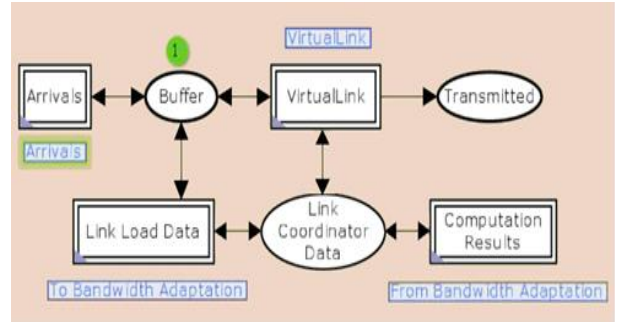 VirtualLink
1
Arrivals
Buffer
VirtualLink
Transmitted
Arrivals
Link Load Data
Link
Coordinator
Data
Computation
Results
To Bandwidth Adaptation
From Bandwidth Adaptation